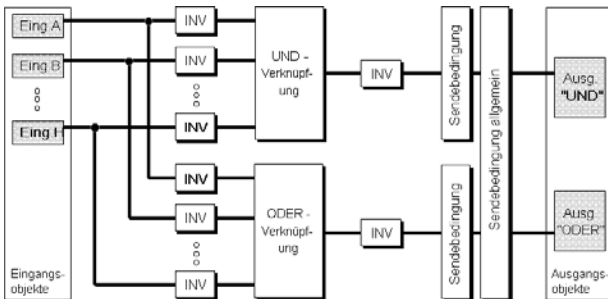 Eing A
Eing B
Eing H
Eingangs-
objekte
INV
INV
INV
INV
INV
INV
UND -
Verknüpf-
ung
ODER -
Verknüpf-
ung
INV
INV
Sendebedingung
Sendebedingung
Sendebedingung allgemein
Ausg.
"UND"
Ausg
"ODER"
Ausgangs-
objekte